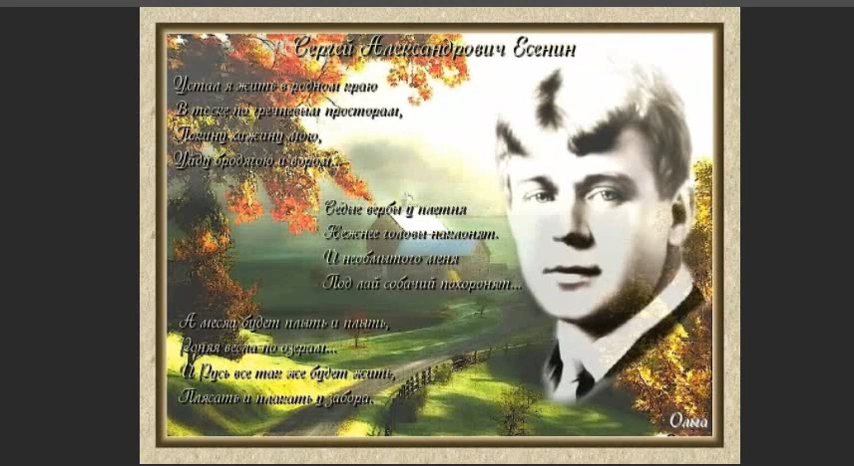 Сергей Александрович Есенин
Устал я жить в родном краю
В тоске по гречневым просторам,
Покину хижину мою,
Уйду бродягою и вором...
Седые вербы у плетня
Нежнее головы наклонят.
И необмытого меня
Под лай собачий похоронят...
А месяц будет плыть и плыть,
Роняя весла по озерам...
И Русь все так же будет жить,
Плясать и плакать у забора.
Ольга